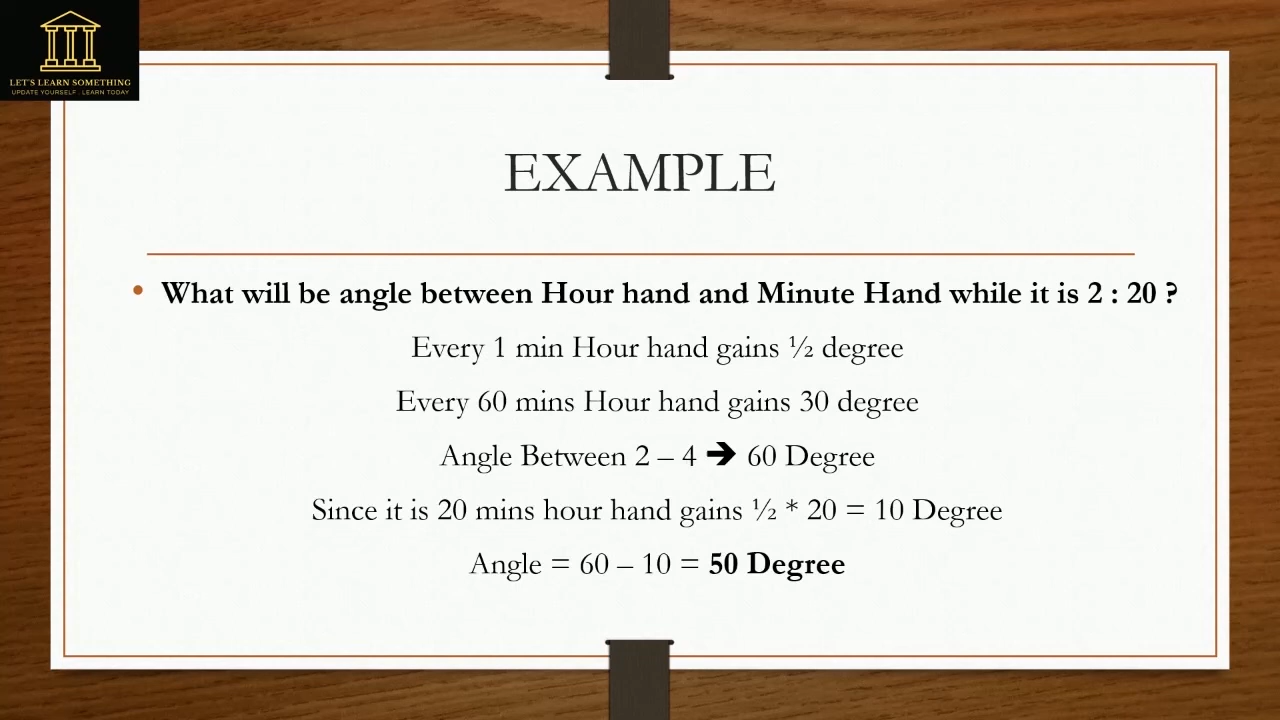 LET'S LEARN SOMETHING
UPDATE YOURSELF . LEARN TODAY
EXAMPLE
• What will be angle between Hour hand and Minute Hand while it is 2 : 20 ?
Every 1 min Hour hand gains ½ degree
Every 60 mins Hour hand gains 30 degree
Angle Between 2 – 4 ➔ 60 Degree
Since it is 20 mins hour hand gains ½ * 20 = 10 Degree
Angle = 60 – 10 = 50 Degree